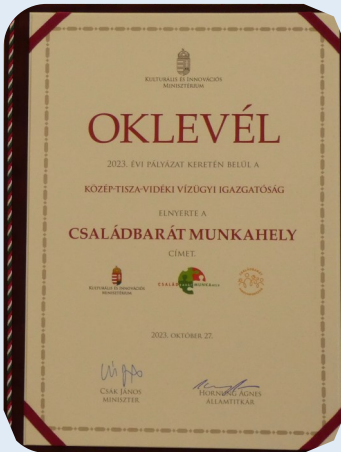 KULTURÁLIS ÉS INNOVÁCIÓS
MINISZTÉRIUM
OKLEVÉL
2023. ÉVI PÁLYÁZAT KERETÉN BELÜL A
KÖZÉP-TISZA-VIDÉKI VÍZÜGYI IGAZGATÓSÁG
ELNYERTE A
CSALÁDBARÁT MUNKAHELY
CÍMET.
KULTURÁLIS ÉS INNOVÁCIÓS
MINISZTÉRIUM
2023. OKTÓBER 27.
CSÁK JÁNOS
MINISZTER
HORNUNG ÁGNES
ÁLLAMTITKÁR